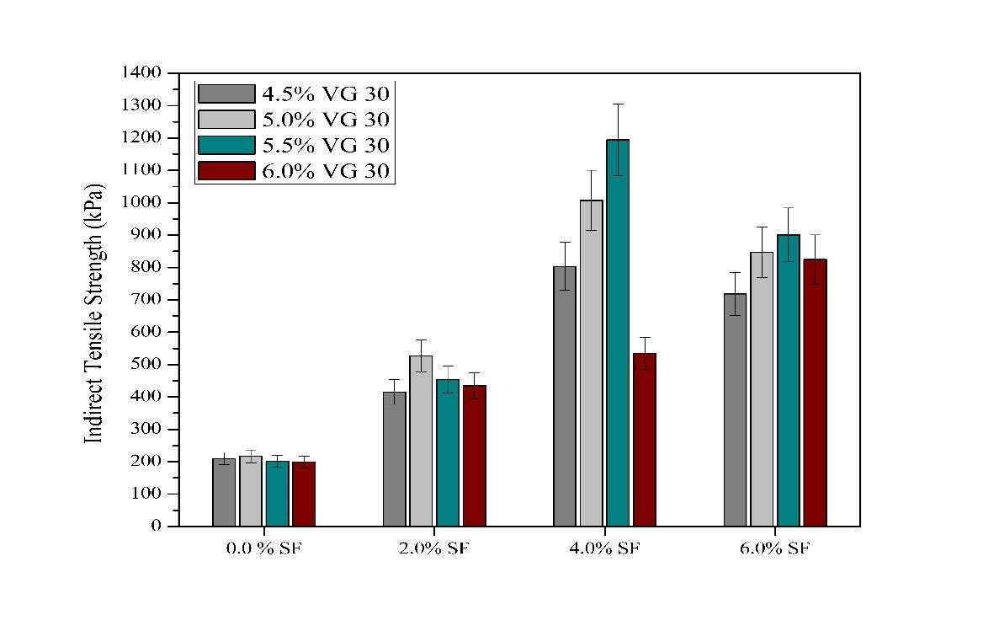 1400
1300
1200
1100
1000
900
800
700
600
500
400
300
200
100
0
Indirect Tensile Strength (kPa)
4.5% VG 30
5.0% VG 30
5.5% VG 30
6.0% VG 30
0.0 % SF
2.0% SF
4.0% SF
6.0% SF